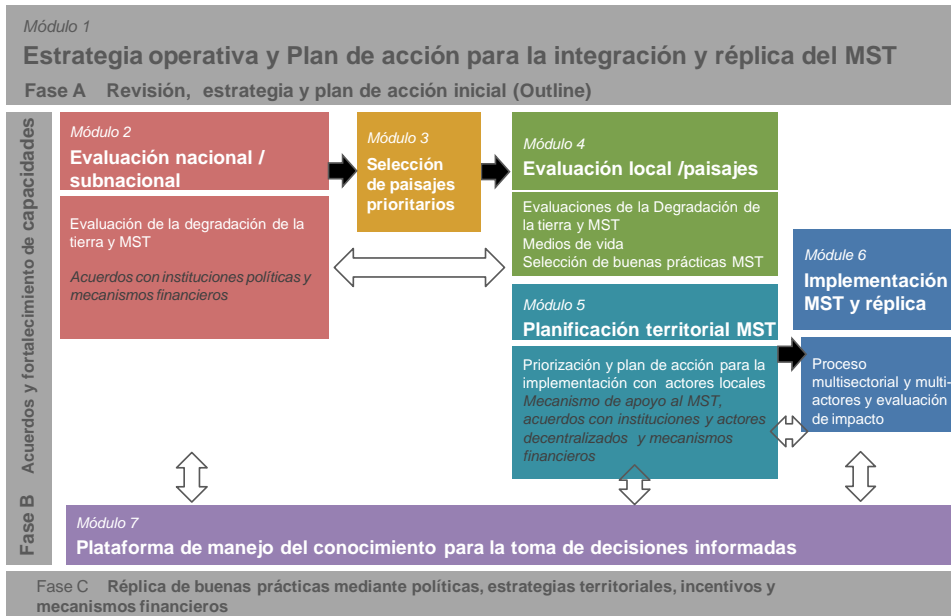 Módulo 1
Estrategia operativa y Plan de acción para la integración y réplica del MST
Fase A Revisión, estrategia y plan de acción inicial (Outline)
Fase B Acuerdos y fortalecimiento de capacidades
Módulo 2
Evaluación nacional /
subnacional
Evaluación de la degradación de la
tierra y MST
Acuerdos con instituciones políticas y
mecanismos financieros
Módulo 3
Selección
de paisajes
prioritarios
Módulo 4
Evaluación local /paisajes
Evaluaciones de la Degradación de
la tierra y MST
Medios de vida
Selección de buenas prácticas MST
Módulo 5
Planificación territorial MST
Priorización y plan de acción para la
implementación con actores locales
Mecanismo de apoyo al MST,
acuerdos con instituciones y actores
decentralizados y mecanismos
financieros
Módule 6
Implementación
MST y réplica
Proceso
multisectorial y multi-
actores y evaluación
de impacto
Módulo 7
Plataforma de manejo del conocimiento para la toma de decisiones informadas
Fase C Réplica de buenas prácticas mediante políticas, estrategias territoriales, incentivos y
mecanismos financieros